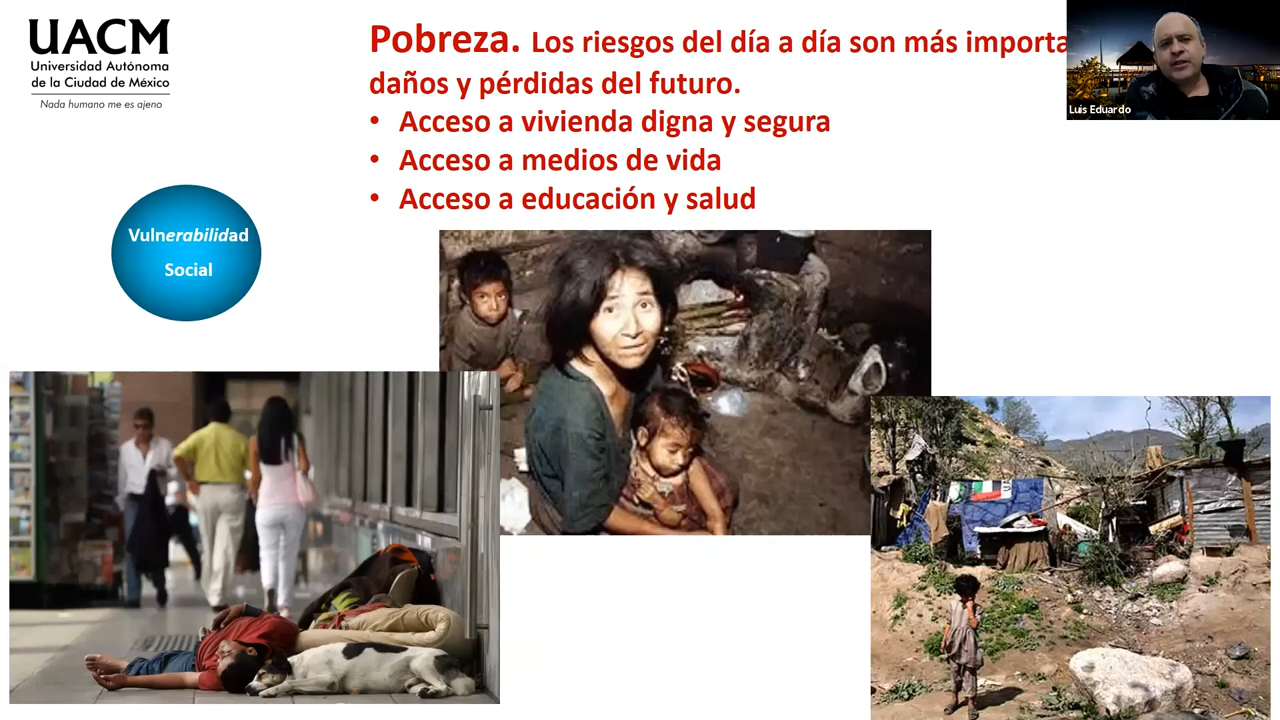 UACM
Universidad Autónoma
de la Ciudad de México
Nada humano me es ajeno
Pobreza. Los riesgos del día a día son más importa
daños y pérdidas del futuro.
• Acceso a vivienda digna y segura
• Acceso a medios de vida
• Acceso a educación y salud
Luis Eduardo
Vulnerabilidad
Social